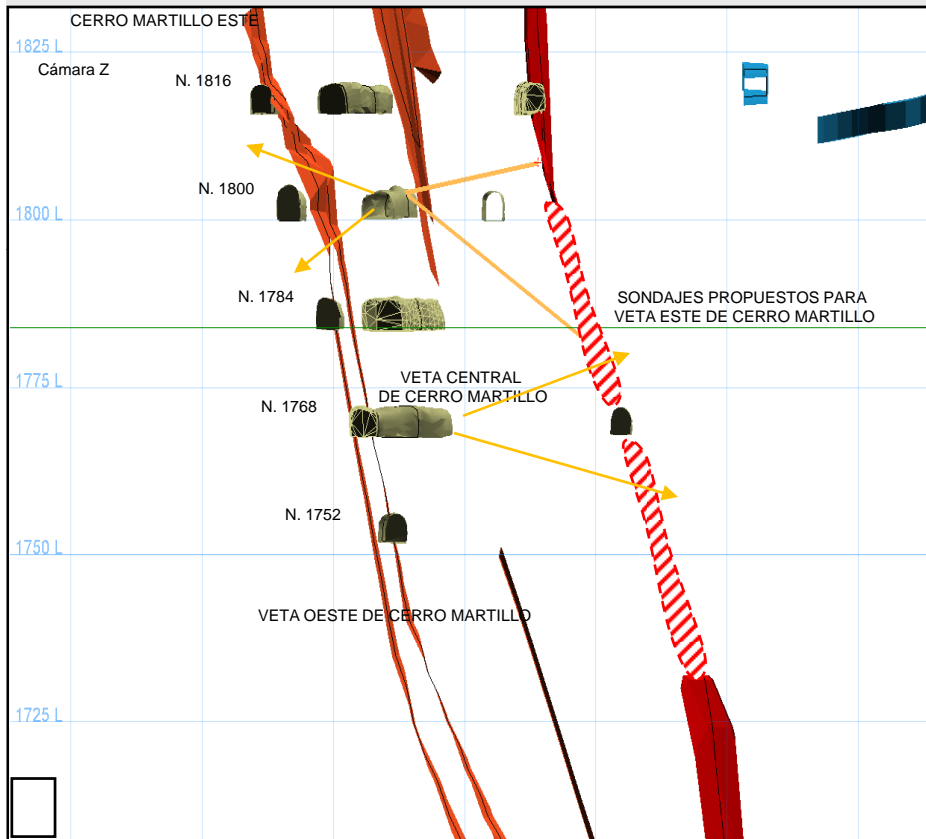 CERRO MARTILLO ESTE
1825 L
Cámara Z
N. 1816
N. 1800
1800 L
N. 1784
SONDAJES PROPUESTOS PARA
VETA ESTE DE CERRO MARTILLO
1775 L
VETA CENTRAL
DE CERRO MARTILLO
N. 1768
N. 1752
1750 L
VETA OESTE DE CERRO MARTILLO
1725 L